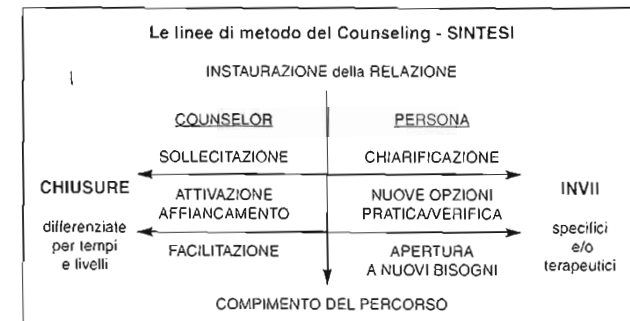 Le linee di metodo del Counseling - SINTESI
INSTAURAZIONE della RELAZIONE
COUNSELOR
PERSONA
SOLLECITAZIONE
CHIARIFICAZIONE
CHIUSURE
differenziate
per tempi
e livelli
ATTIVAZIONE
AFFIANCAMENTO
NUOVE OPZIONI
PRATICA/VERIFICA
INVII
specifici
e/o
terapeutici
FACILITAZIONE
APERTURA
A NUOVI BISOGNI
COMPIMENTO DEL PERCORSO